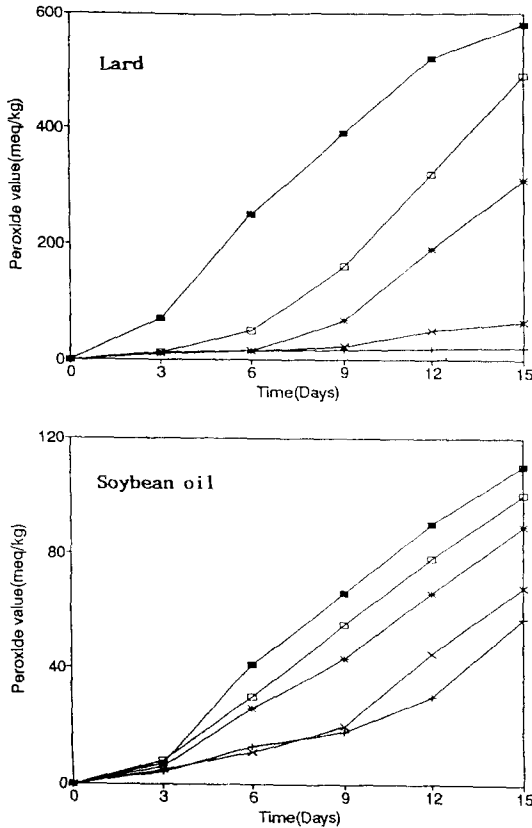 600
Lard
400
Peroxide value(meq/kg)
200
0
0 3 6 9 12 15
Time(Days)
120
Soybean oil
80
Peroxide value(meq/kg)
40
0
0 3 6 9 12 15
Time(Days)